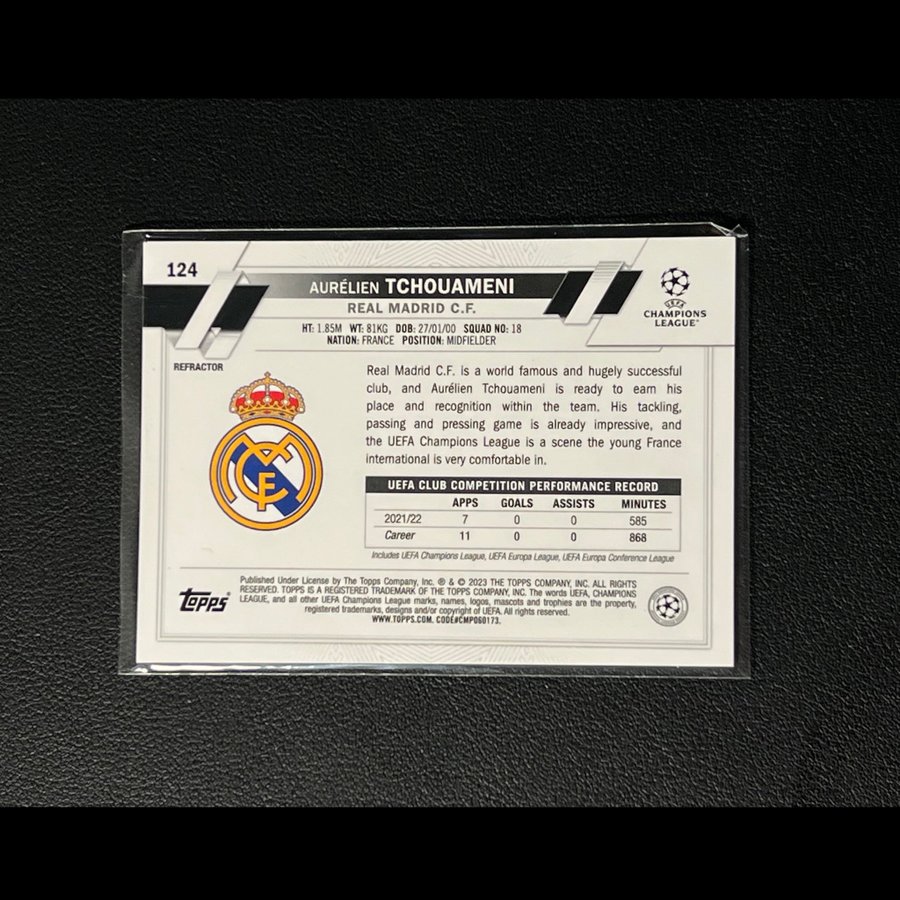 124
AURÉLIEN TCHOUAMENI
REAL MADRID C.F.
HT: 1.85M WT: 81KG DOB: 27/01/00 SQUAD NO: 18
NATION: FRANCE POSITION: MIDFIELDER
UEFA
CHAMPIONS
LEAGUE
REFRACTOR
Real Madrid C.F. is a world famous and hugely successful
club, and Aurélien Tchouameni is ready to earn his
place and recognition within the team. His tackling,
passing and pressing game is already impressive, and
the UEFA Champions League is a scene the young France
international is very comfortable in.
UEFA CLUB COMPETITION PERFORMANCE RECORD
APPS GOALS ASSISTS MINUTES
2021/22 7 0 0 585
Career 11 0 0 868
Includes UEFA Champions League, UEFA Europa League, UEFA Europa Conference League
TOPPS
Published Under License by The Topps Company, Inc. ® & © 2023 THE TOPPS COMPANY, INC. ALL RIGHTS
RESERVED. TOPPS IS A REGISTERED TRADEMARK OF THE TOPPS COMPANY, INC. The words UEFA, CHAMPIONS
LEAGUE, and all other UEFA Champions League marks, names, logos, mascots and trophies are the property,
registered trademarks, designs and/or copyright of UEFA. All rights reserved.
WWW.TOPPS.COM. CODE#CMP060173.